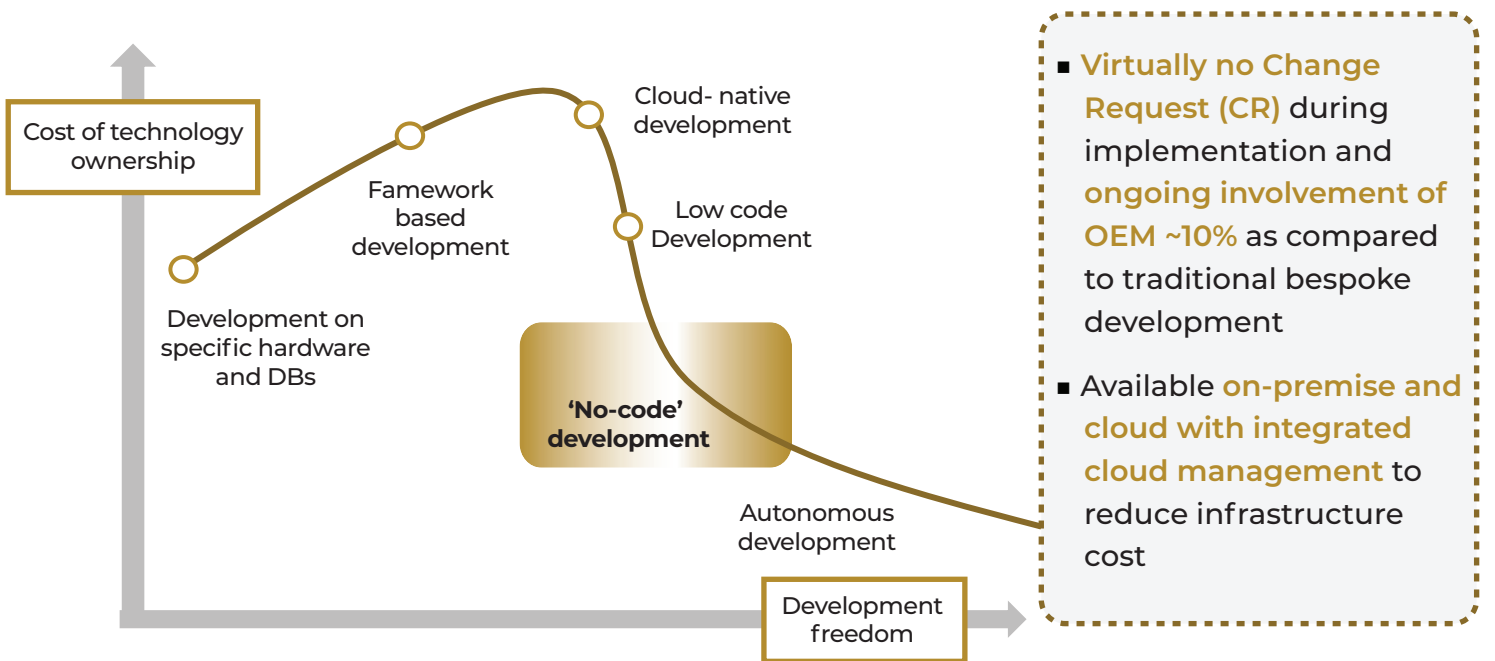 Cost of technology
ownership
Development on
specific hardware
and DBs
Famework
based
development
Cloud- native
development
Low code
Development
‘No-code’
development
Autonomous
development
Development
freedom
■ Virtually no Change
Request (CR) during
implementation and
ongoing involvement of
OEM ~10% as compared
to traditional bespoke
development
■ Available on-premise and
cloud with integrated
cloud management to
reduce infrastructure
cost